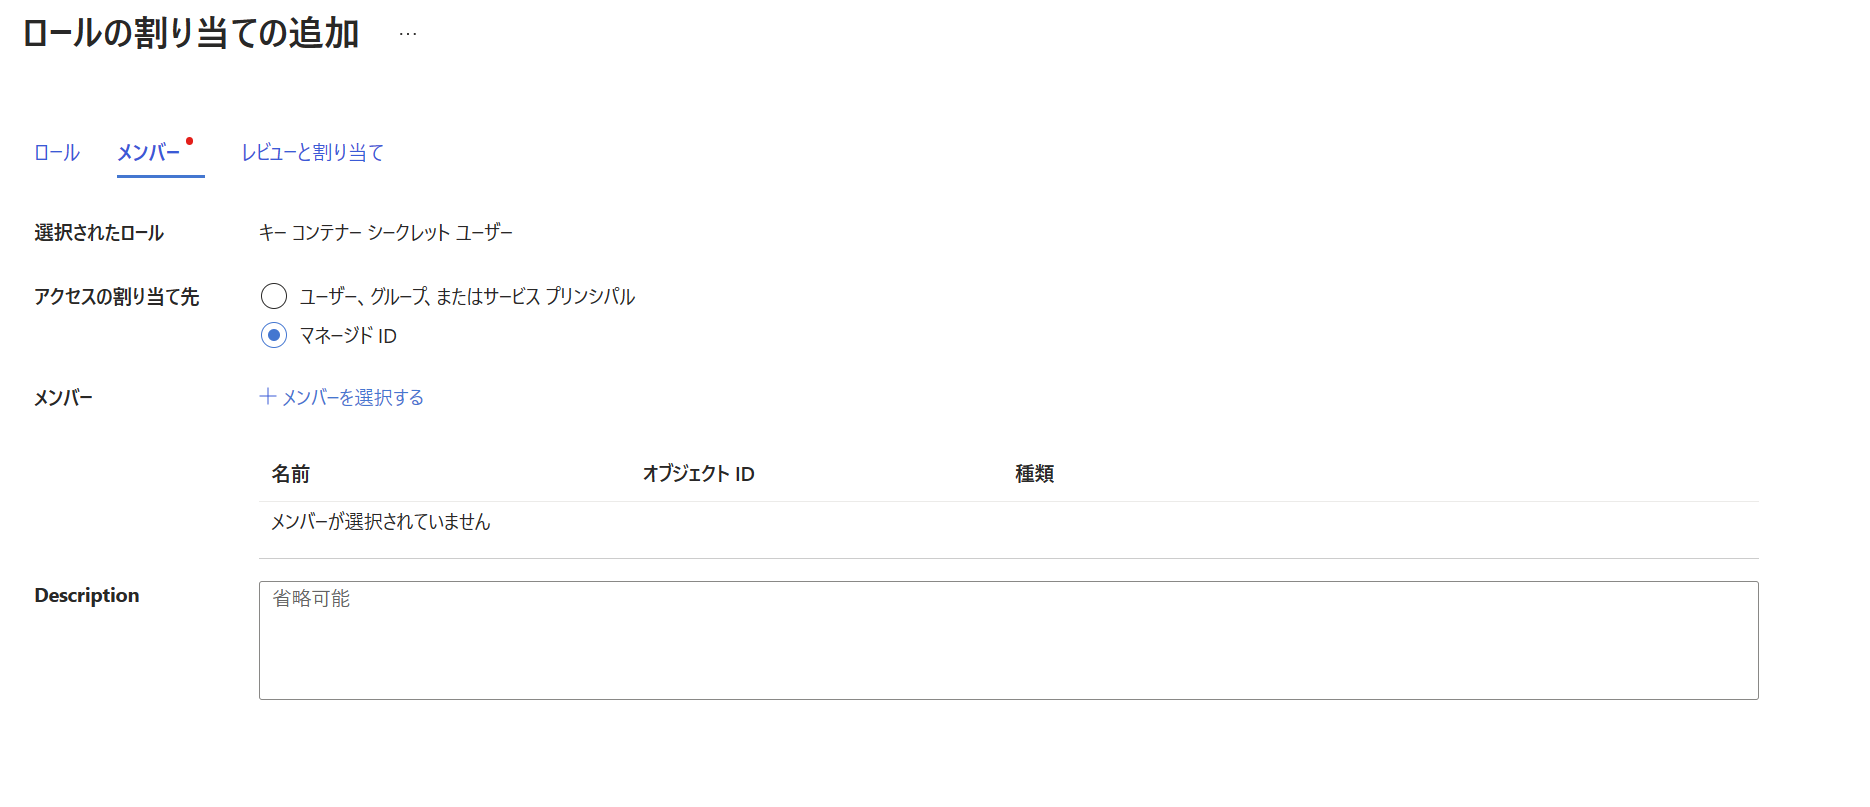 ロールの割り当ての追加 …
ロール メンバー レビューと割り当て
選択されたロール キー コンテナー シークレット ユーザー
アクセスの割り当て先 ユーザー、グループ、またはサービス プリンシパル
マネージド ID
メンバー ＋ メンバーを選択する
名前 オブジェクト ID 種類
メンバーが選択されていません
Description 省略可能